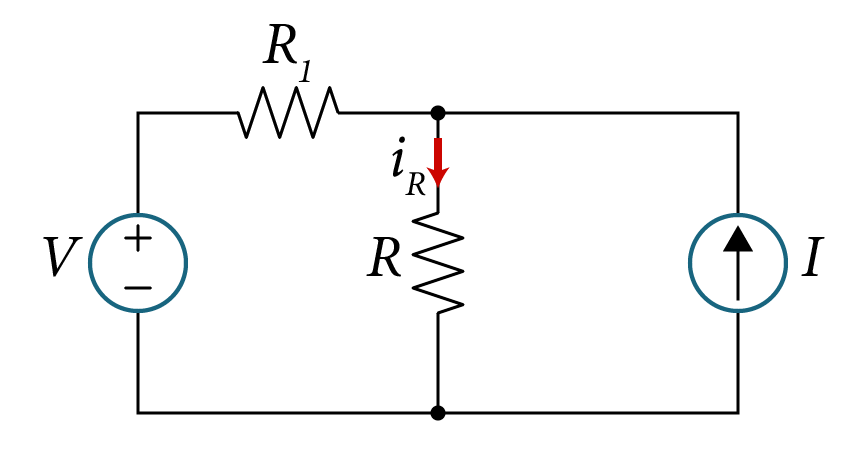 R1
iR
V
+
−
R
I